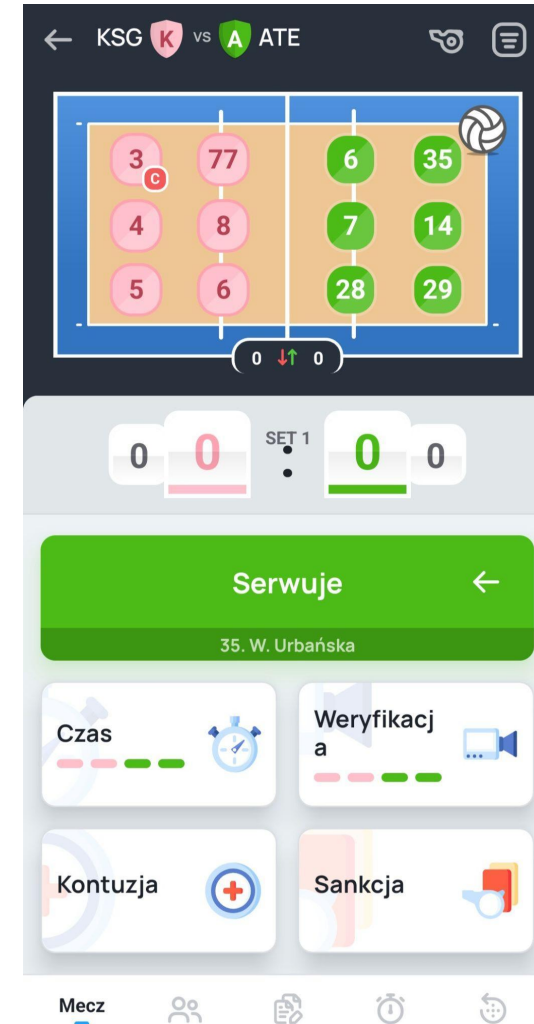 KSG K VS A ATE
3 77 6 35
C
4 8 7 14
5 6 28 29
0 ↓↑ 0
SET 1
0 0 : 0 0
Serwuje ←
35. W. Urbańska
Czas
Weryfikacj
a
Kontuzja
Sankcja
Mecz